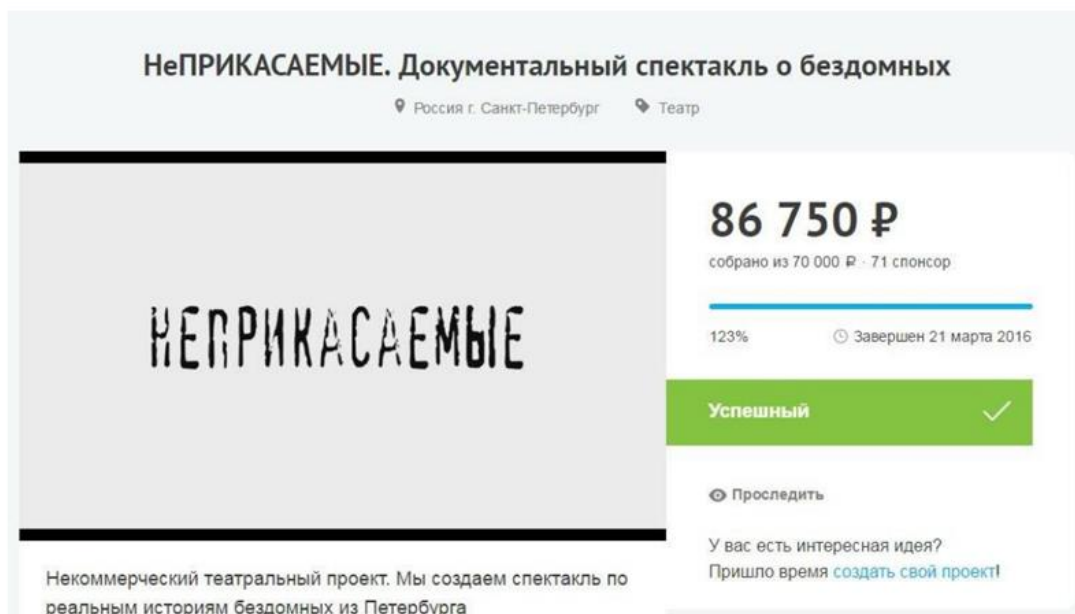 НеПРИКАСАЕМЫЕ. Документальный спектакль о бездомных
Россия г. Санкт-Петербург Театр
НЕПРИКАСАЕМЫЕ
86 750 ₽
собрано из 70 000 ₽ · 71 спонсор
123% Завершен 21 марта 2016
Успешный
Проследить
У вас есть интересная идея?
Пришло время создать свой проект!
Некоммерческий театральный проект. Мы создаем спектакль по
реальным историям бездомных из Петербурга